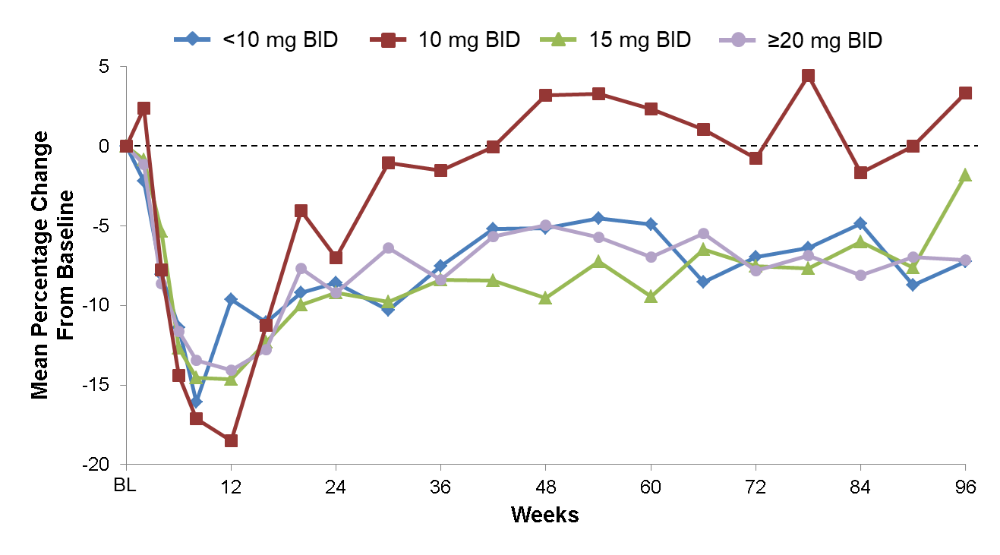 <10 mg BID 10 mg BID 15 mg BID ≥20 mg BID
5
0
-5
-10
-15
-20
Mean Percentage Change
From Baseline
BL 12 24 36 48 60 72 84 96
Weeks